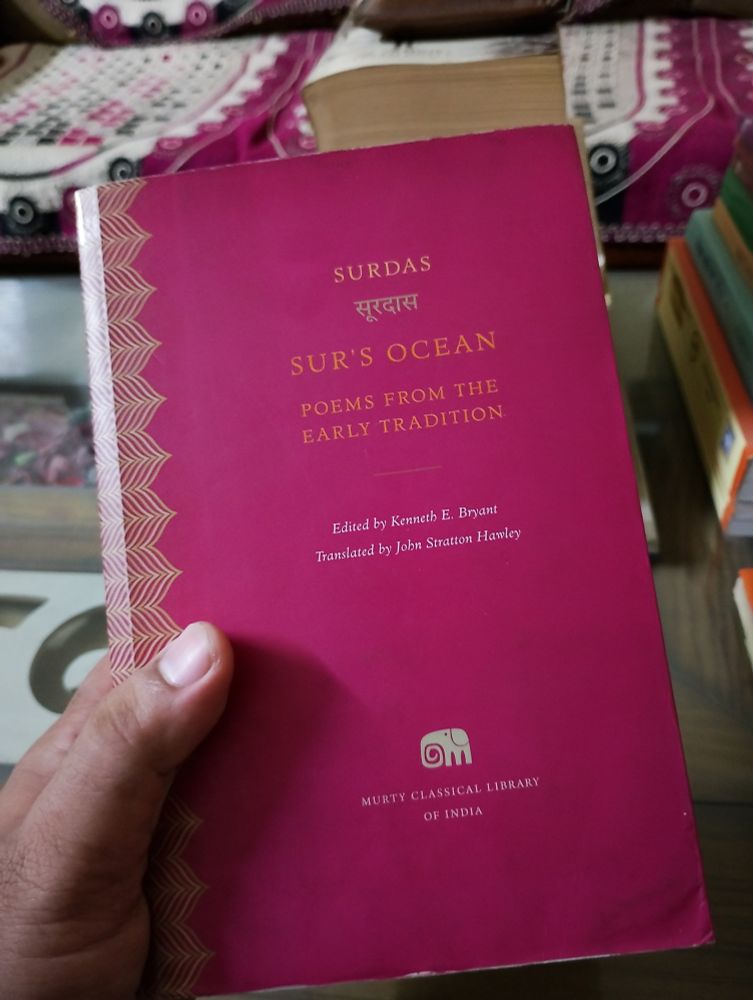 SURDAS
सूरदास
SUR'S OCEAN
POEMS FROM THE
EARLY TRADITION
Edited by Kenneth E. Bryant
Translated by John Stratton Hawley
MURTY CLASSICAL LIBRARY
OF INDIA